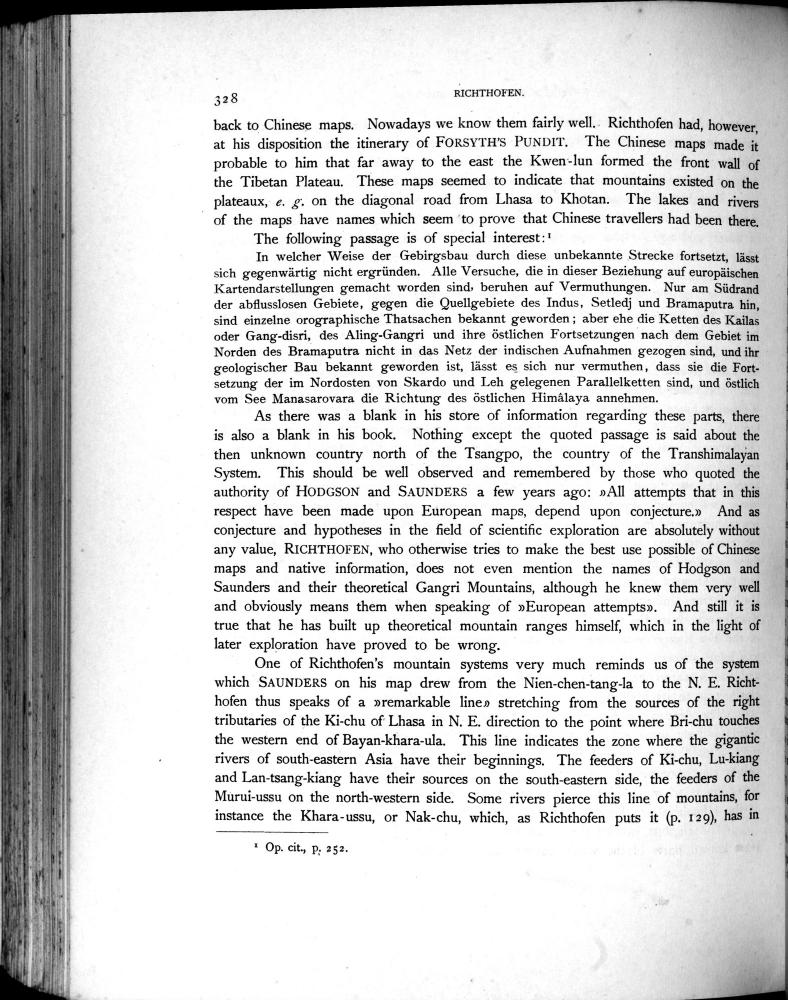 328
RICHTHOFEN.
back to Chinese maps. Nowadays we know them fairly well. Richthofen had, however,
at his disposition the itinerary of FORSYTH'S PUNDIT. The Chinese maps made it
probable to him that far away to the east the Kwen-lun formed the front wall of
the Tibetan Plateau. These maps seemed to indicate that mountains existed on the
plateaux, e. g. on the diagonal road from Lhasa to Khotan. The lakes and rivers
of the maps have names which seem to prove that Chinese travellers had been there.
The following passage is of special interest:¹
In welcher Weise der Gebirgsbau durch diese unbekannte Strecke fortsetzt, lässt
sich gegenwärtig nicht ergründen. Alle Versuche, die in dieser Beziehung auf europäischen
Kartendarstellungen gemacht worden sind, beruhen auf Vermuthungen. Nur am Südrand
der abflusslosen Gebiete, gegen die Quellgebiete des Indus, Setledj und Bramaputra hin,
sind einzelne orographische Thatsachen bekannt geworden; aber ehe die Ketten des Kailas
oder Gang-disri, des Aling-Gangri und ihre östlichen Fortsetzungen nach dem Gebiet im
Norden des Bramaputra nicht in das Netz der indischen Aufnahmen gezogen sind, und ihr
geologischer Bau bekannt geworden ist, lässt es sich nur vermuthen, dass sie die Fort-
setzung der im Nordosten von Skardo und Leh gelegenen Parallelketten sind, und östlich
vom See Manasarovara die Richtung des östlichen Himâlaya annehmen.
As there was a blank in his store of information regarding these parts, there
is also a blank in his book. Nothing except the quoted passage is said about the
then unknown country north of the Tsangpo, the country of the Transhimalayan
System. This should be well observed and remembered by those who quoted the
authority of HODGSON and SAUNDERS a few years ago: »All attempts that in this
respect have been made upon European maps, depend upon conjecture.» And as
conjecture and hypotheses in the field of scientific exploration are absolutely without
any value, RICHTHOFEN, who otherwise tries to make the best use possible of Chinese
maps and native information, does not even mention the names of Hodgson and
Saunders and their theoretical Gangri Mountains, although he knew them very well
and obviously means them when speaking of »European attempts». And still it is
true that he has built up theoretical mountain ranges himself, which in the light of
later exploration have proved to be wrong.
One of Richthofen's mountain systems very much reminds us of the system
which SAUNDERS on his map drew from the Nien-chen-tang-la to the N. E. Richt-
hofen thus speaks of a »remarkable line» stretching from the sources of the right
tributaries of the Ki-chu of Lhasa in N. E. direction to the point where Bri-chu touches
the western end of Bayan-khara-ula. This line indicates the zone where the gigantic
rivers of south-eastern Asia have their beginnings. The feeders of Ki-chu, Lu-kiang
and Lan-tsang-kiang have their sources on the south-eastern side, the feeders of the
Murui-ussu on the north-western side. Some rivers pierce this line of mountains, for
instance the Khara-ussu, or Nak-chu, which, as Richthofen puts it (p. 129), has in
¹ Op. cit., p. 252.